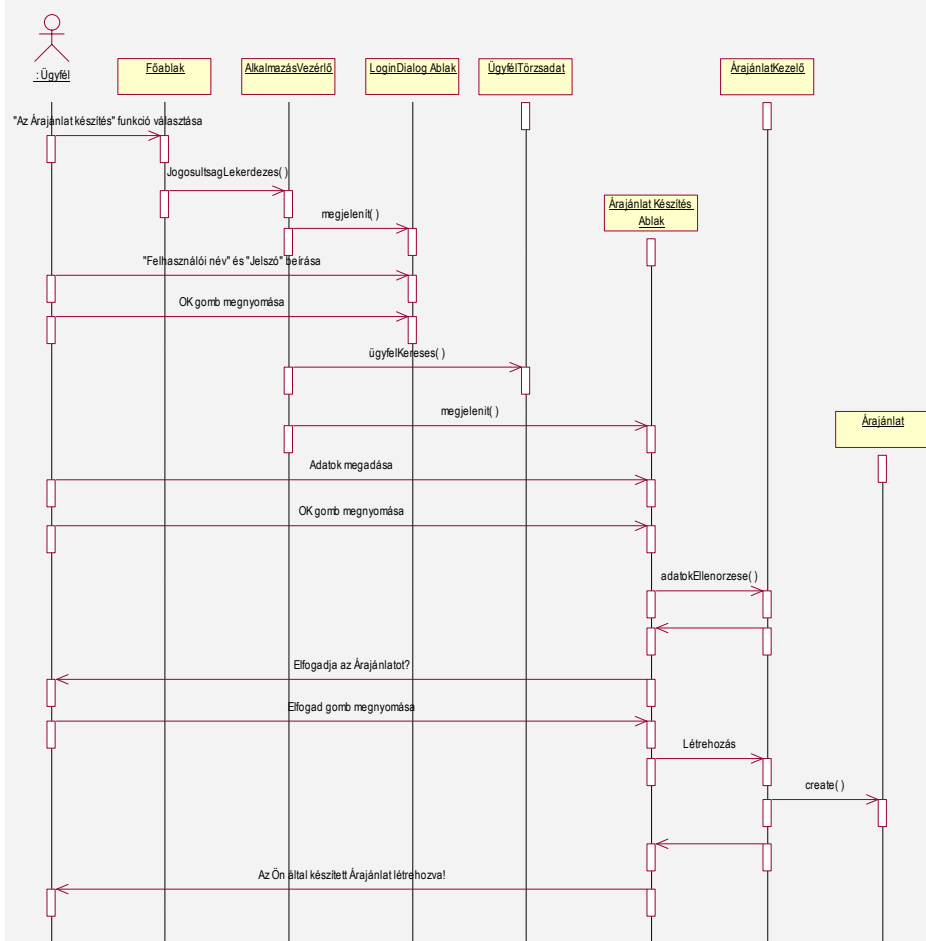 : Ügyfél
Főablak
AlkalmazásVezérlő
LoginDialog Ablak
ÜgyfélTörzsadat
ÁrajánlatKezelő
"Az Árajánlat készítés" funkció választása
JogosultsagLekerdezes( )
Árajánlat Készítés
Ablak
megjelenít( )
"Felhasználói név" és "Jelszó" beírása
OK gomb megnyomása
ügyfelKereses( )
megjelenit( )
Árajánlat
Adatok megadása
OK gomb megnyomása
adatokEllenorzese( )
Elfogadja az Árajánlatot?
Elfogad gomb megnyomása
Létrehozás
create( )
Az Ön által készített Árajánlat létrehozva!